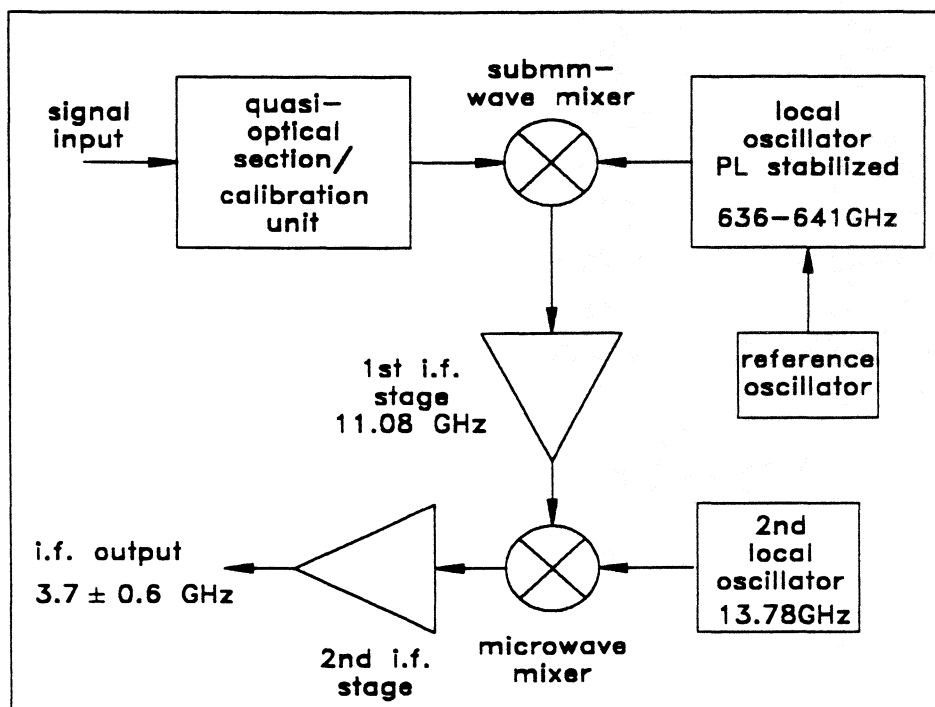 signal
input
quasi-
optical
section/
calibration
unit
submm-
wave mixer
local
oscillator
PL stabilized
636-641GHz
reference
oscillator
1st i.f.
stage
11.08 GHz
2nd
local
oscillator
13.78GHz
microwave
mixer
2nd i.f.
stage
i.f. output
3.7 ± 0.6 GHz